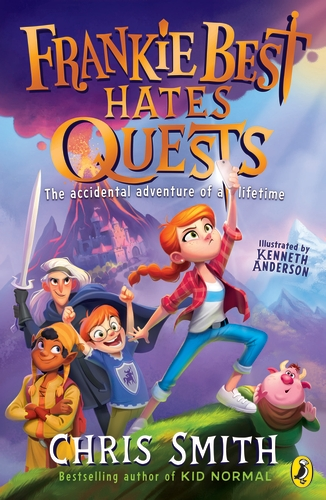 FRANKIE BEST
HATES
QUESTS
The accidental adventure of a lifetime
Illustrated by
KENNETH
ANDERSON
CHRIS SMITH
Bestselling author of KID NORMAL